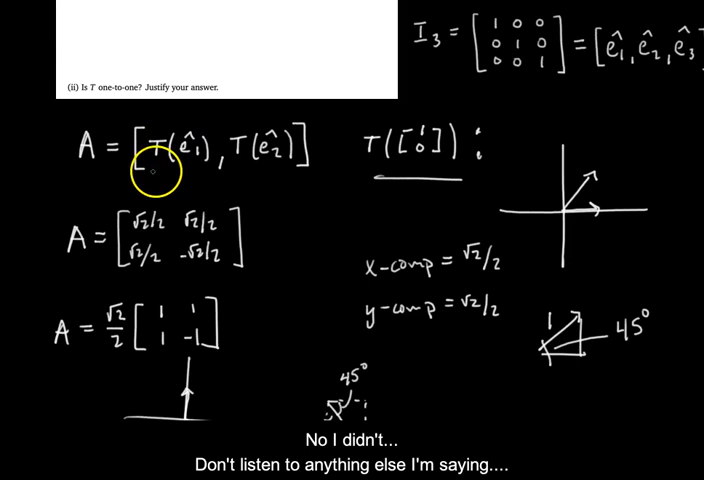 I₃ = [1 0 0; 0 1 0; 0 0 1] = [ê₁, ê₂, ê₃
(ii) Is T one-to-one? Justify your answer.
A = [T(ê₁), T(ê₂)]
T([1; 0]) :
A = [√2/2 √2/2; √2/2 -√2/2]
x-comp = √2/2
y-comp = √2/2
A = √2/2 [1 1; 1 -1]
1
45°
45°
No I didn't...
Don't listen to anything else I'm saying....